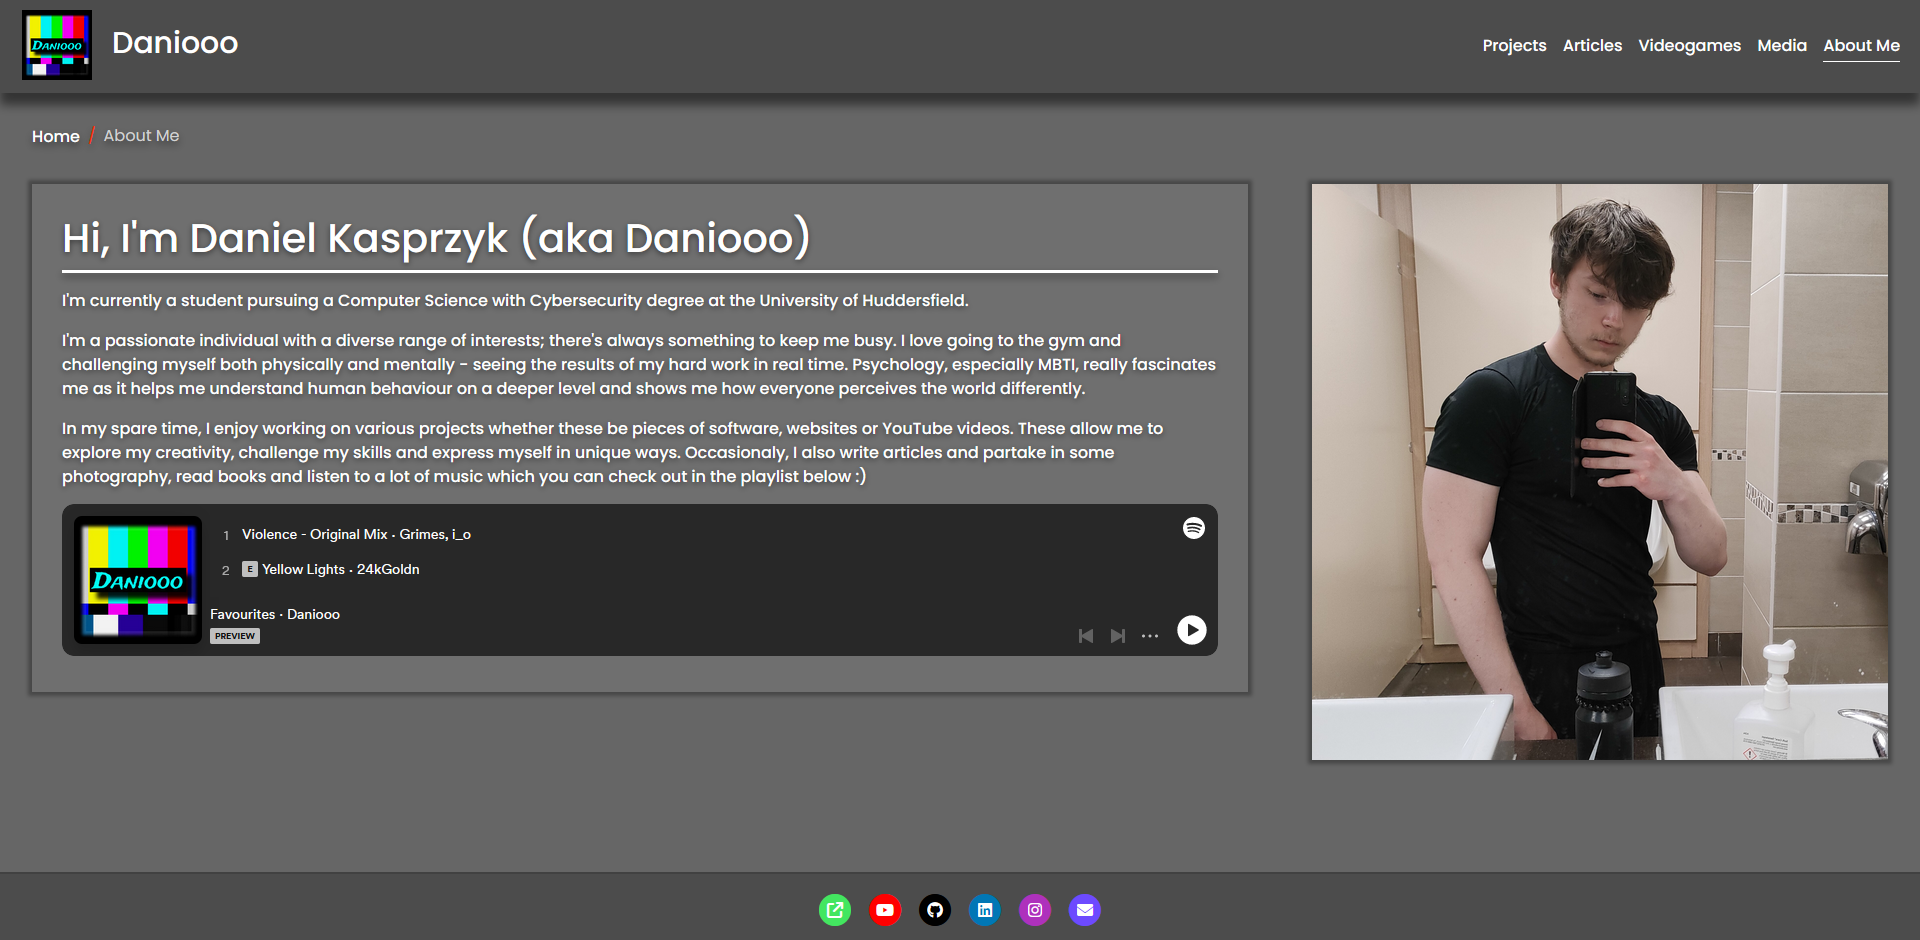 Daniooo
Daniooo
Projects Articles Videogames Media About Me
Home / About Me
Hi, I'm Daniel Kasprzyk (aka Daniooo)
I'm currently a student pursuing a Computer Science with Cybersecurity degree at the University of Huddersfield.
I'm a passionate individual with a diverse range of interests; there's always something to keep me busy. I love going to the gym and
challenging myself both physically and mentally - seeing the results of my hard work in real time. Psychology, especially MBTI, really fascinates
me as it helps me understand human behaviour on a deeper level and shows me how everyone perceives the world differently.
In my spare time, I enjoy working on various projects whether these be pieces of software, websites or YouTube videos. These allow me to
explore my creativity, challenge my skills and express myself in unique ways. Occasionaly, I also write articles and partake in some
photography, read books and listen to a lot of music which you can check out in the playlist below :)
Daniooo
1 Violence - Original Mix · Grimes, i_o
2 E Yellow Lights · 24kGoldn
Favourites · Daniooo
PREVIEW
in